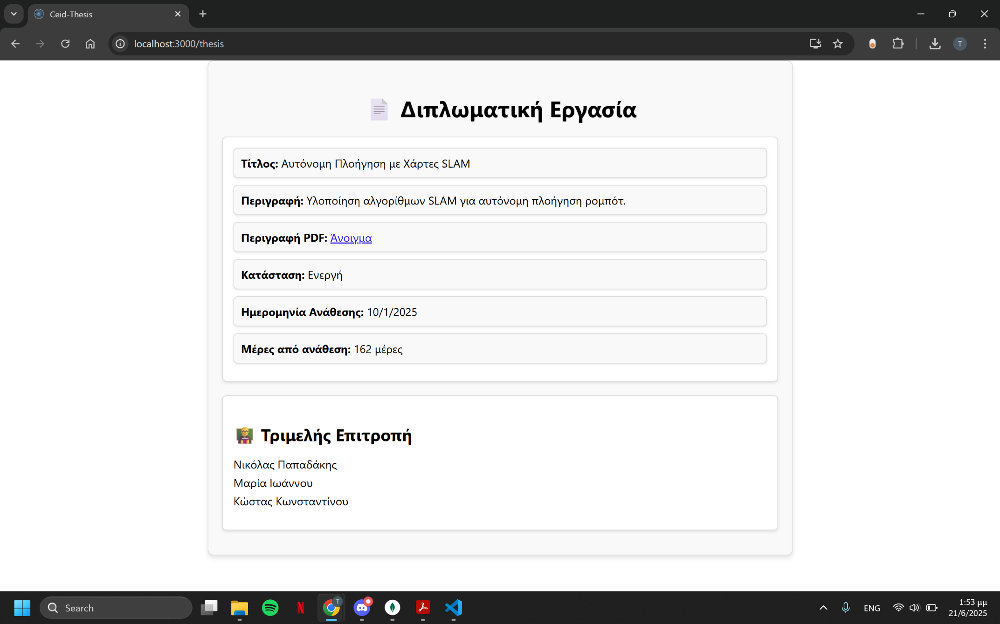 Ceid-Thesis
localhost:3000/thesis
T
Διπλωματική Εργασία
Τίτλος: Αυτόνομη Πλοήγηση με Χάρτες SLAM
Περιγραφή: Υλοποίηση αλγορίθμων SLAM για αυτόνομη πλοήγηση ρομπότ.
Περιγραφή PDF: Άνοιγμα
Κατάσταση: Ενεργή
Ημερομηνία Ανάθεσης: 10/1/2025
Μέρες από ανάθεση: 162 μέρες
Τριμελής Επιτροπή
Νικόλας Παπαδάκης
Μαρία Ιωάννου
Κώστας Κωνσταντίνου
Search
N
T
ENG
1:53 μμ
21/6/2025